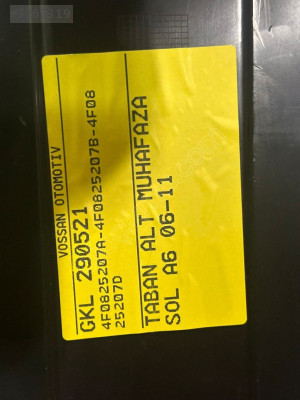 VOSSAN OTOMOTIV
GKL 290521
4F0825207A-4F0825207B-4F08
25207D
TABAN ALT MUHAFAZA
SOL A6 06-11